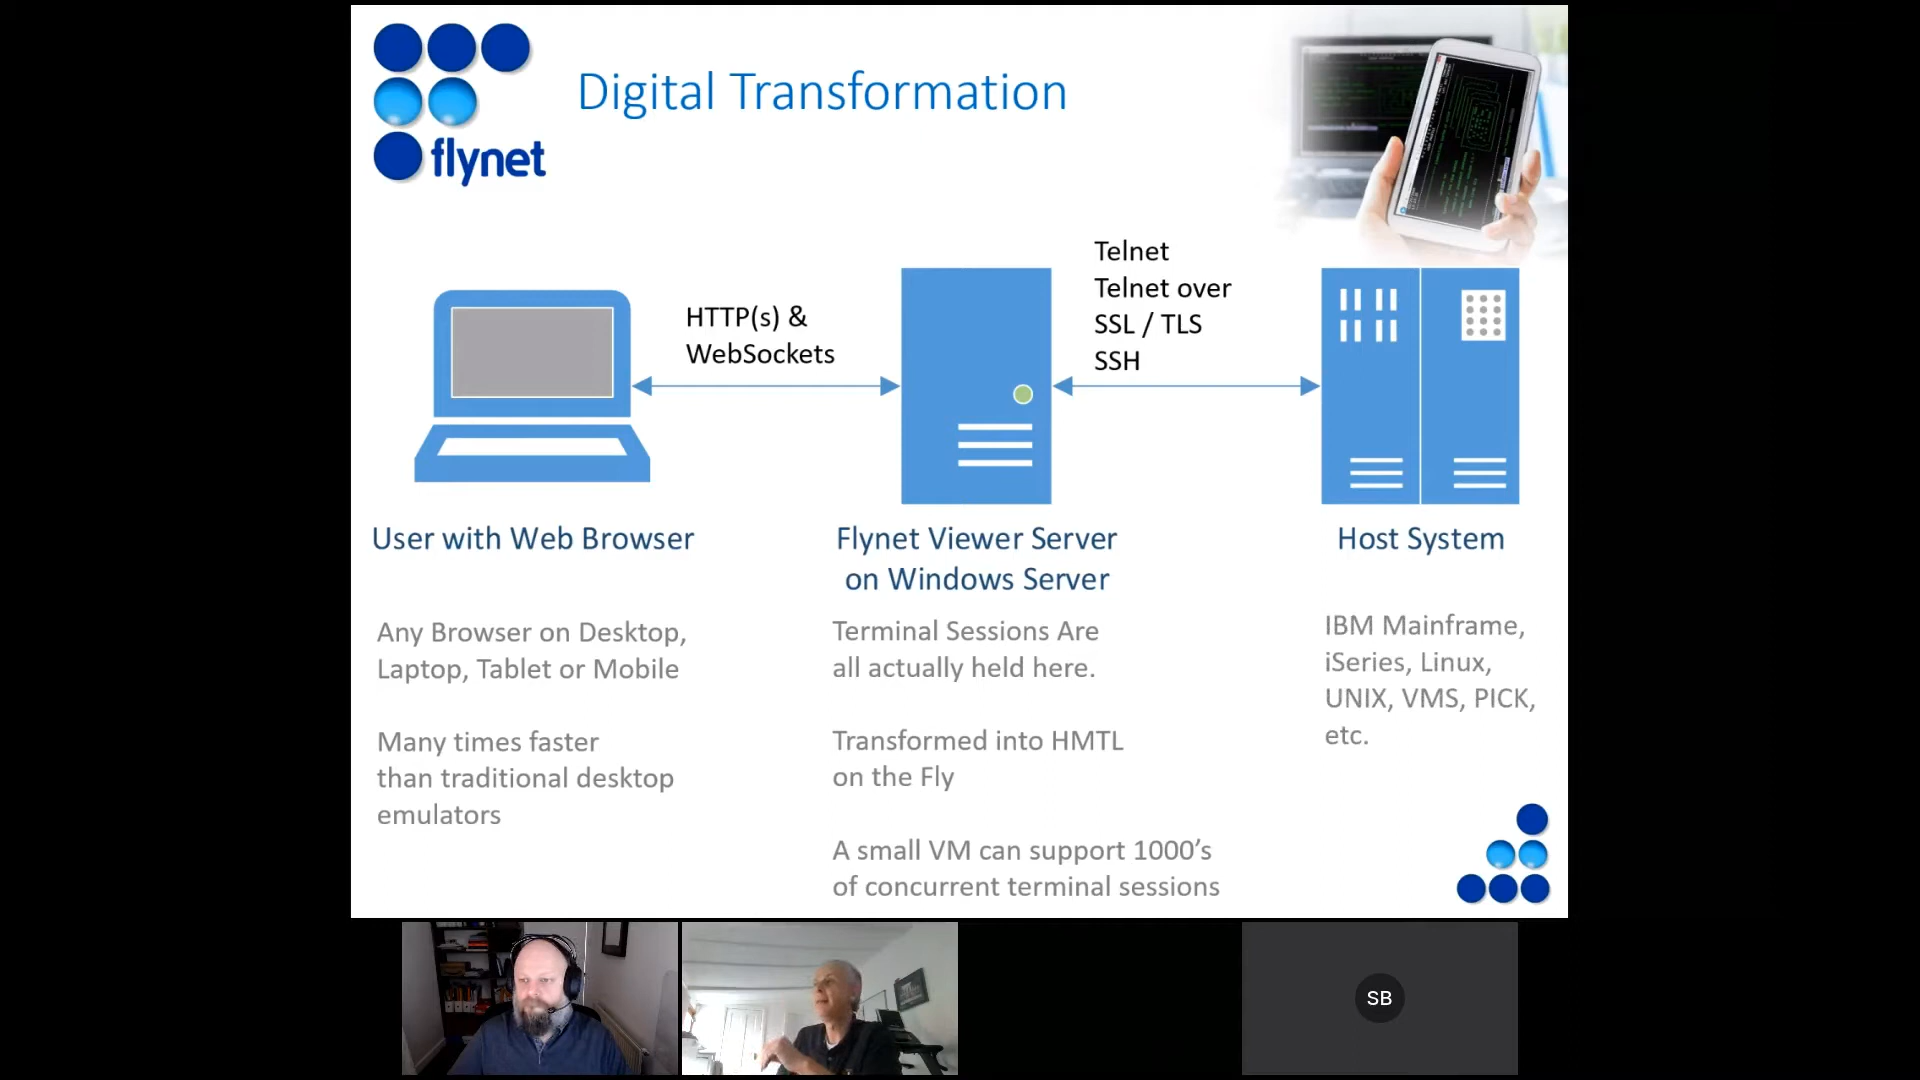 flynet
Digital Transformation
HTTP(s) &
WebSockets
Telnet
Telnet over
SSL / TLS
SSH
User with Web Browser
Any Browser on Desktop,
Laptop, Tablet or Mobile
Many times faster
than traditional desktop
emulators
Flynet Viewer Server
on Windows Server
Terminal Sessions Are
all actually held here.
Transformed into HMTL
on the Fly
A small VM can support 1000's
of concurrent terminal sessions
Host System
IBM Mainframe,
iSeries, Linux,
UNIX, VMS, PICK,
etc.
SB